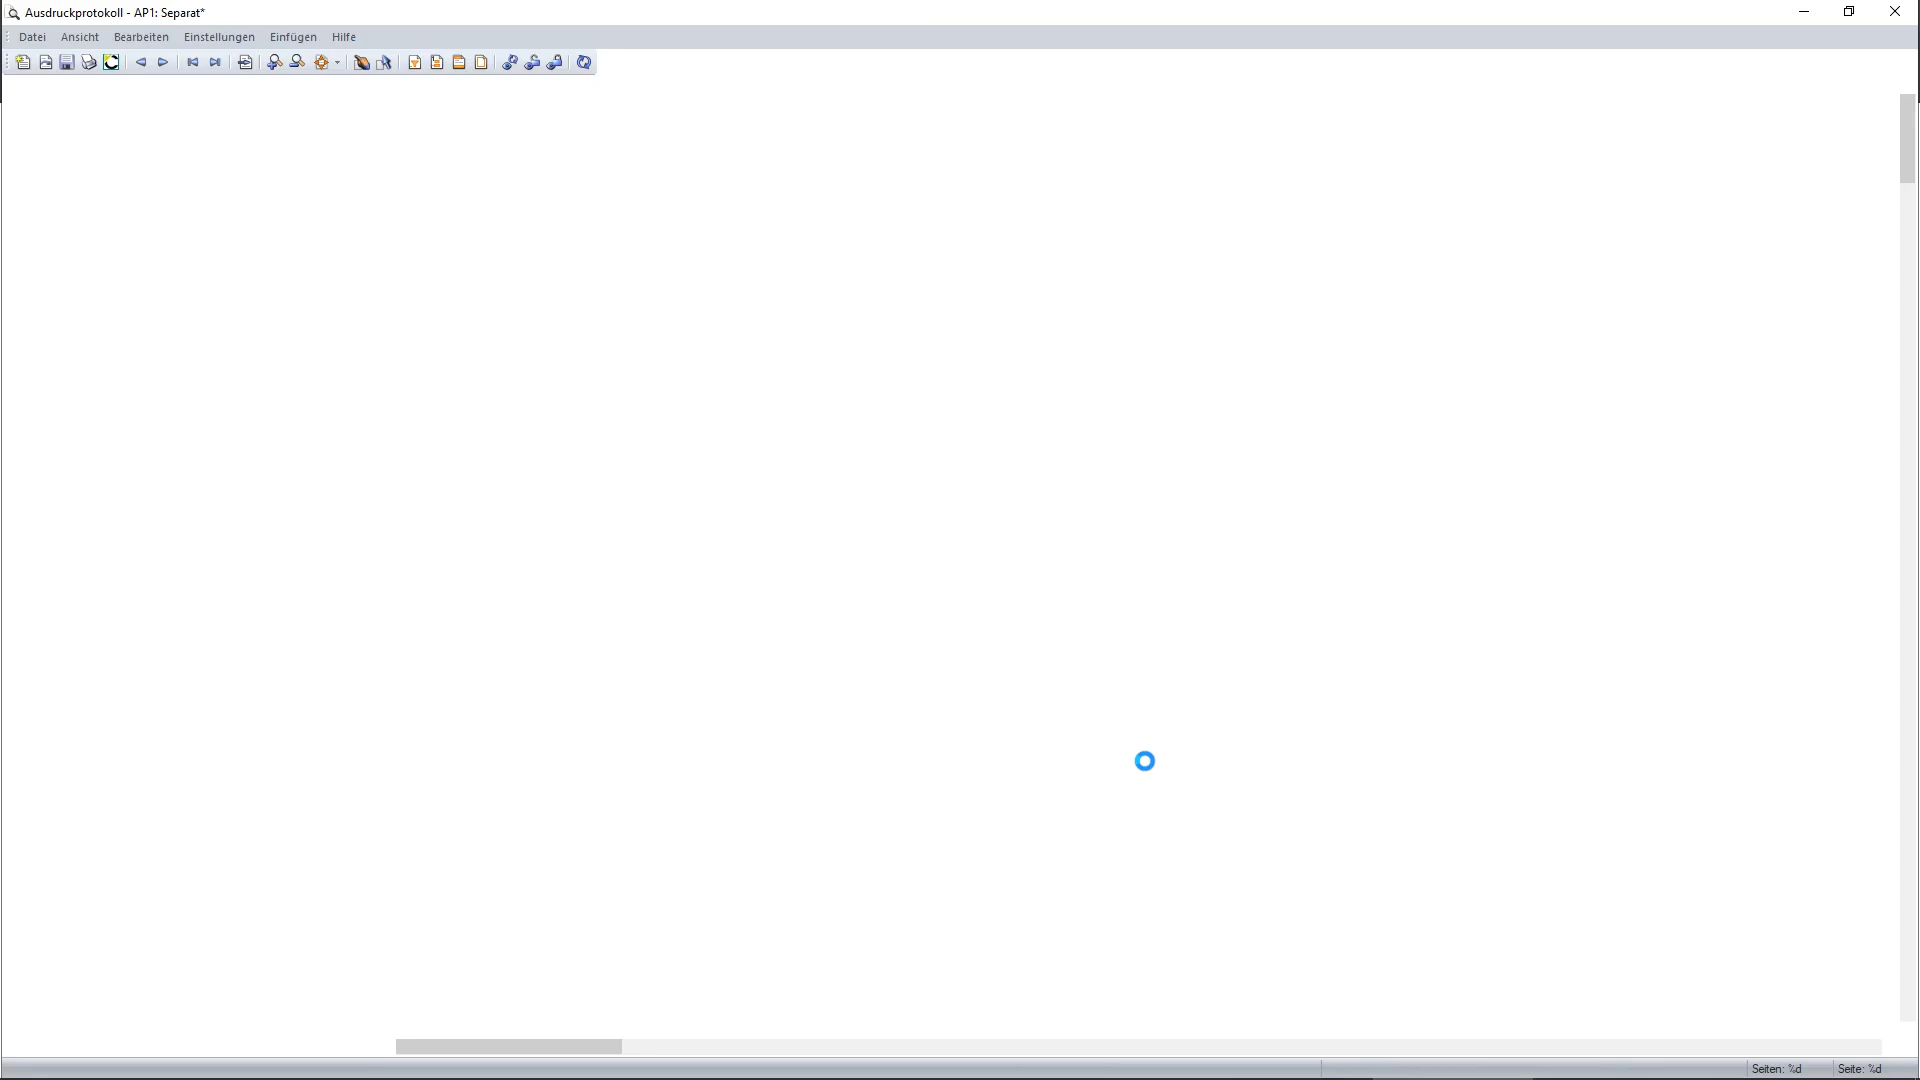 Ausdruckprotokoll - AP1: Separat*
Datei Ansicht Bearbeiten Einstellungen Einfügen Hilfe
Seiten: %d Seite: %d